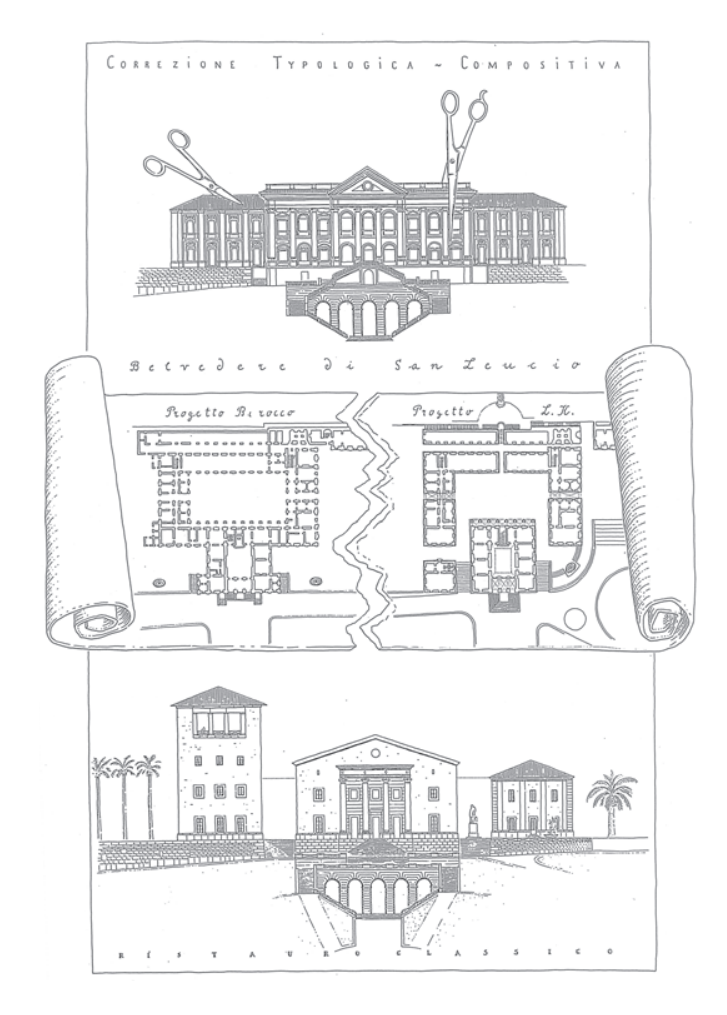 Correzione Typologica ~ Compositiva
Belvedere di San Leucio
Progetto Barocco
Progetto L.K.
RISTAURO CLASSICO